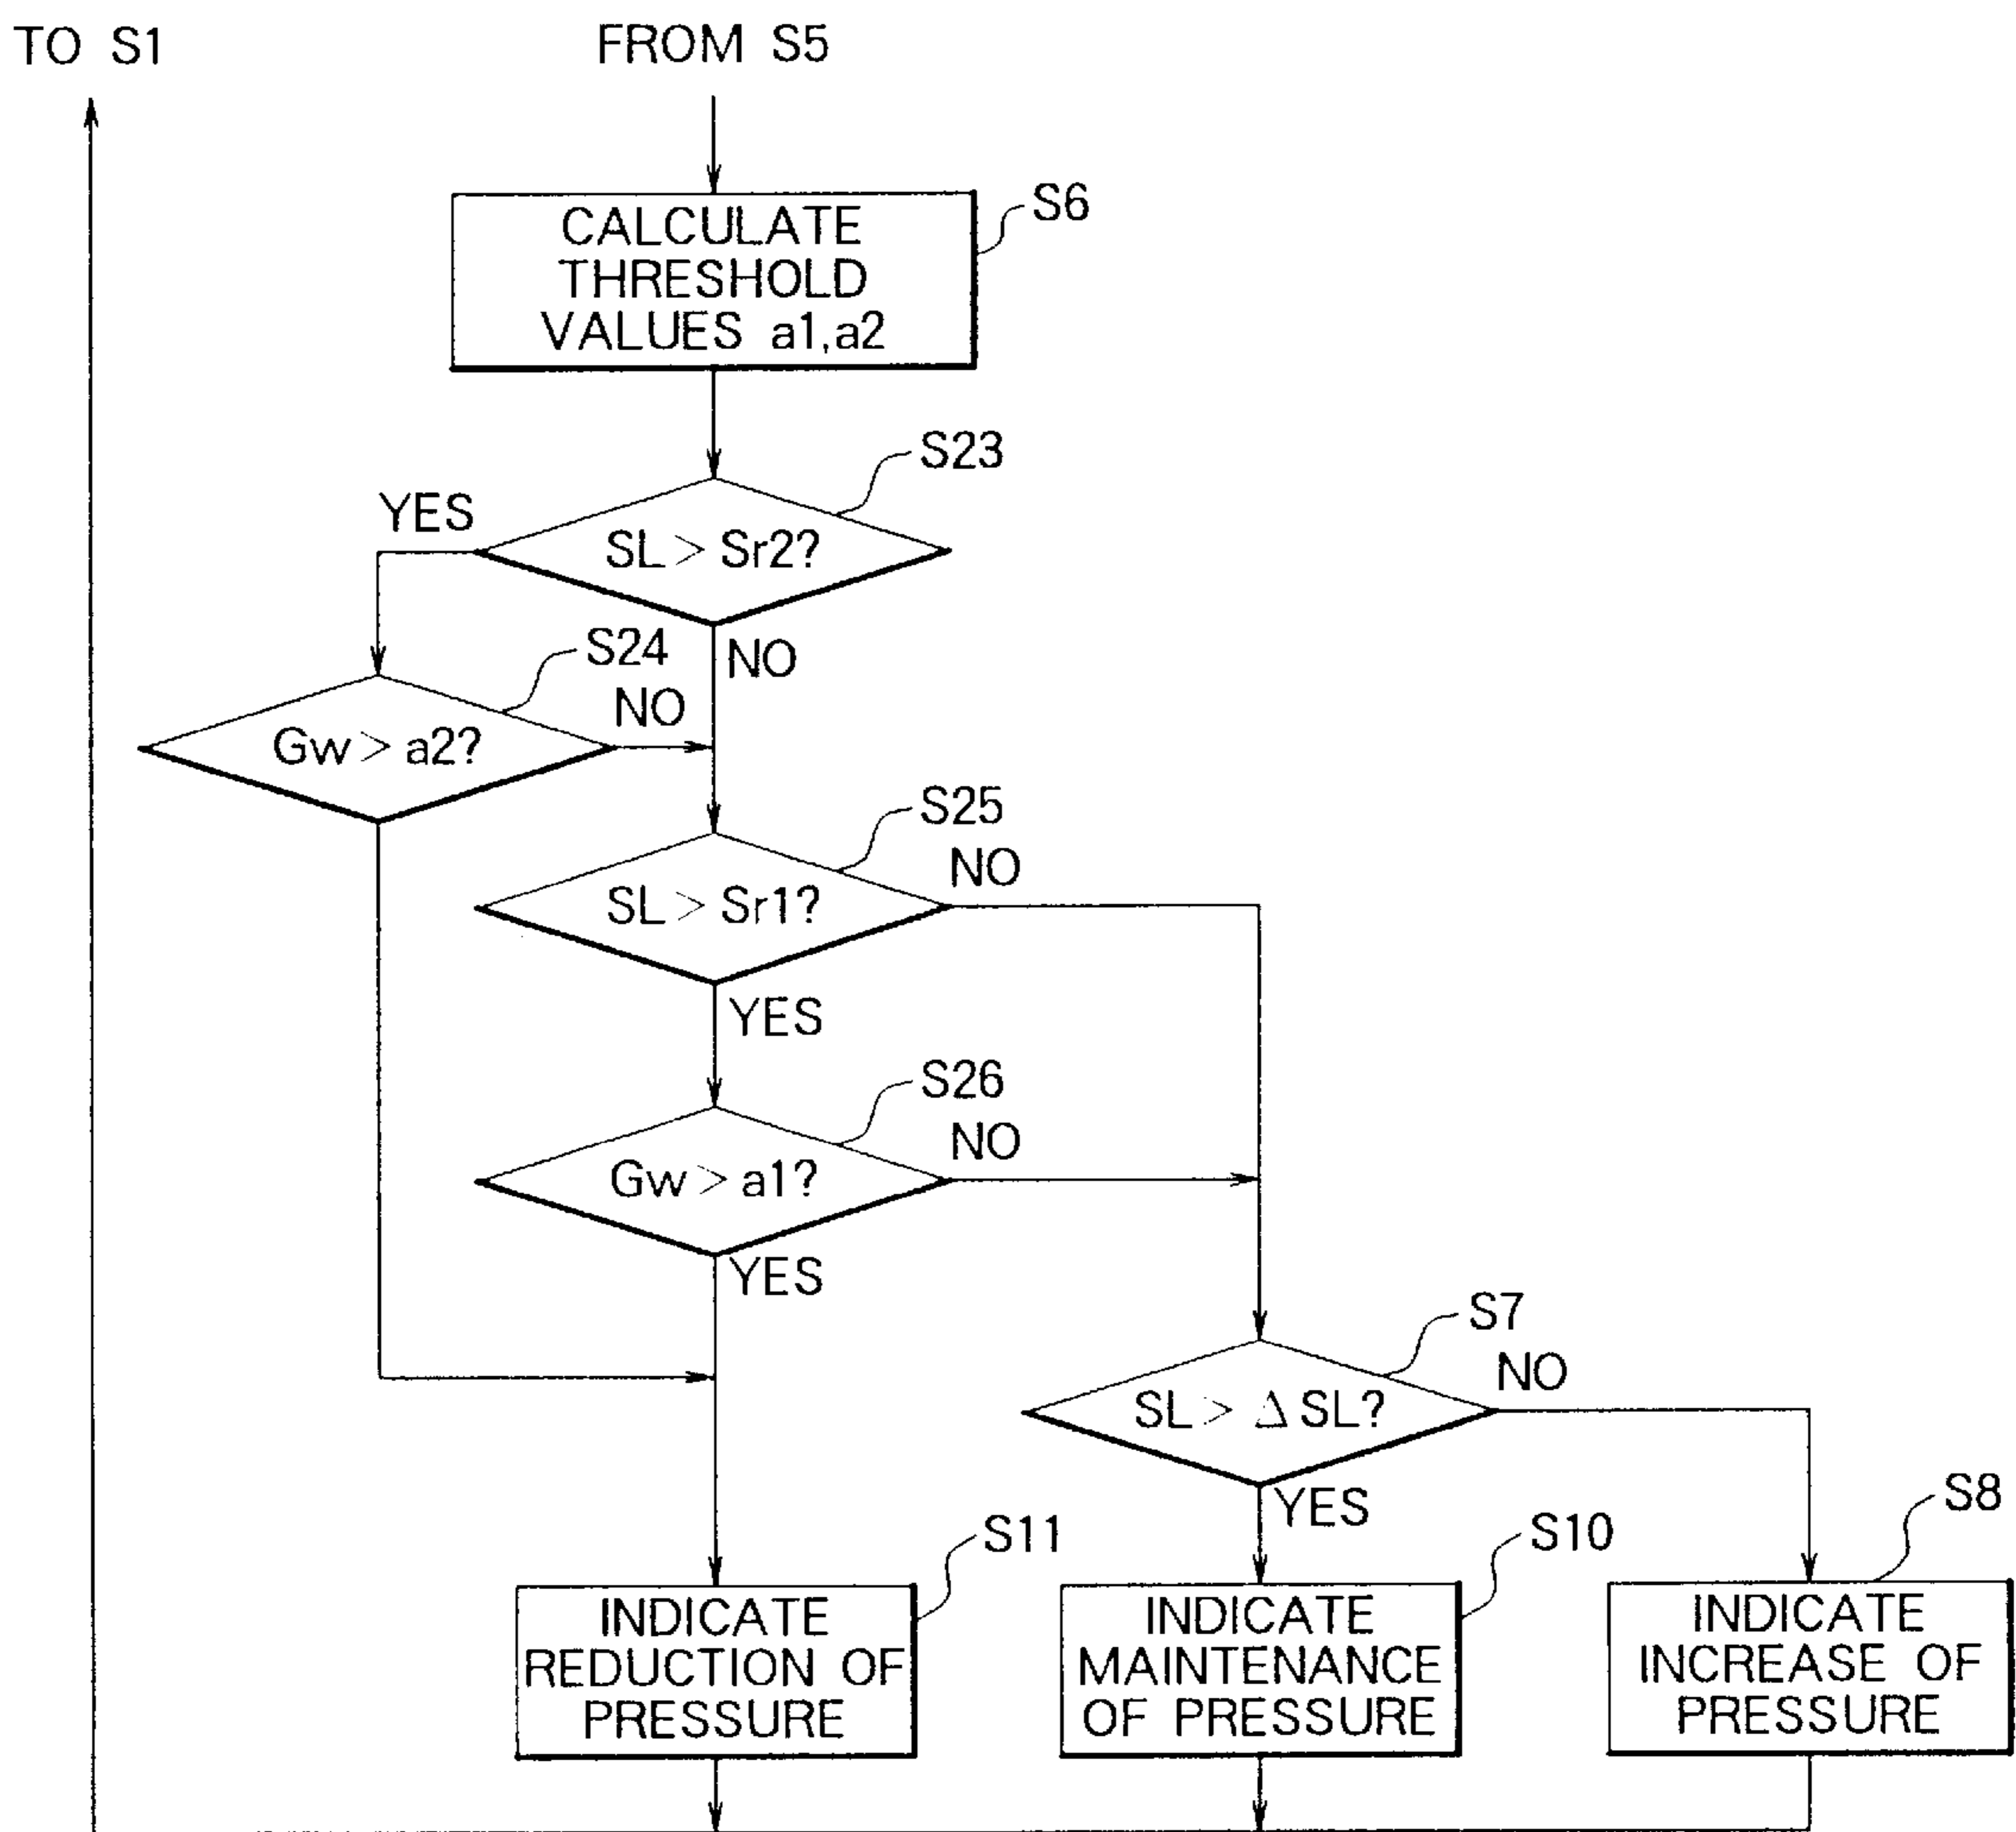 TO S1
FROM S5
CALCULATE
THRESHOLD
VALUES a1,a2
S6
S23
YES
SL > Sr2?
NO
S24
NO
Gw > a2?
S25
NO
SL > Sr1?
YES
S26
NO
Gw > a1?
YES
S7
NO
SL > Δ SL?
YES
S8
S11
S10
INDICATE
REDUCTION OF
PRESSURE
INDICATE
MAINTENANCE
OF PRESSURE
INDICATE
INCREASE OF
PRESSURE